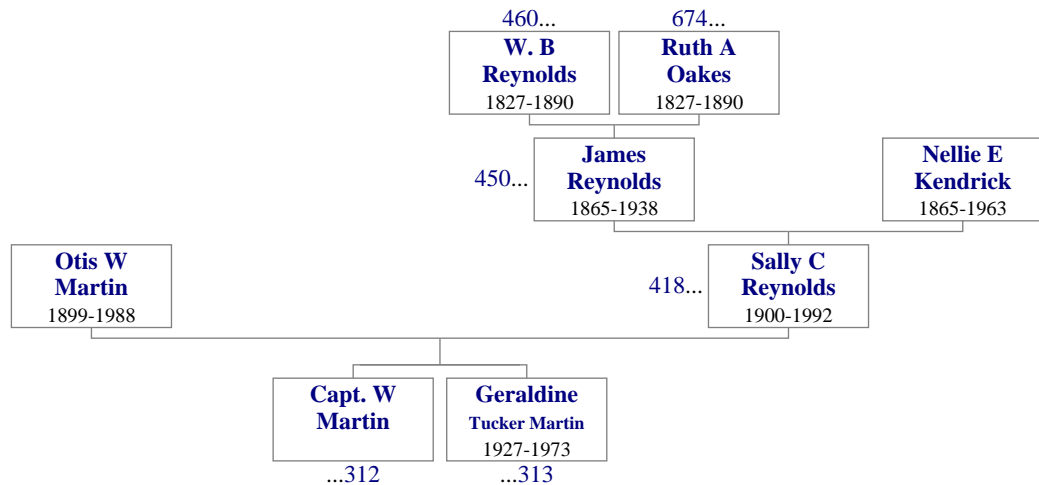 460...
674...
W. B
Reynolds
1827-1890
Ruth A
Oakes
1827-1890
450...
James
Reynolds
1865-1938
Nellie E
Kendrick
1865-1963
Otis W
Martin
1899-1988
418...
Sally C
Reynolds
1900-1992
Capt. W
Martin
Geraldine
Tucker Martin
1927-1973
...312
...313